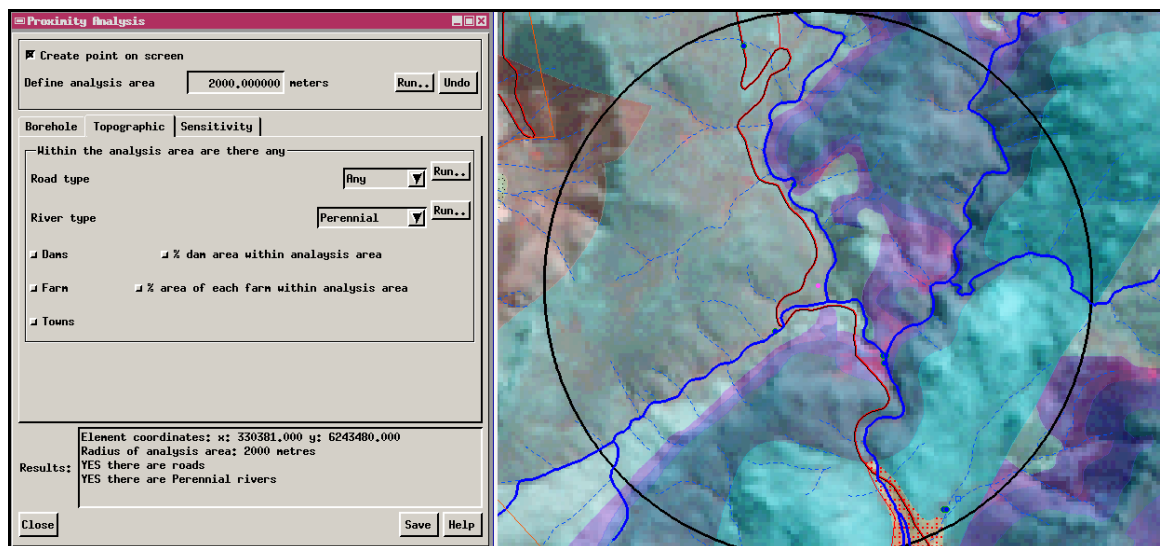 Proximity Analysis
Create point on screen
Define analysis area 2000.000000 meters Run.. Undo
Borehole Topographic Sensitivity
Within the analysis area are there any
Road type Any Run..
River type Perennial Run..
Dams % dam area within analaysis area
Farm % area of each farm within analysis area
Towns
Results:
Element coordinates: x: 330381.000 y: 6243480.000
Radius of analysis area: 2000 metres
YES there are roads
YES there are Perennial rivers
Close Save Help